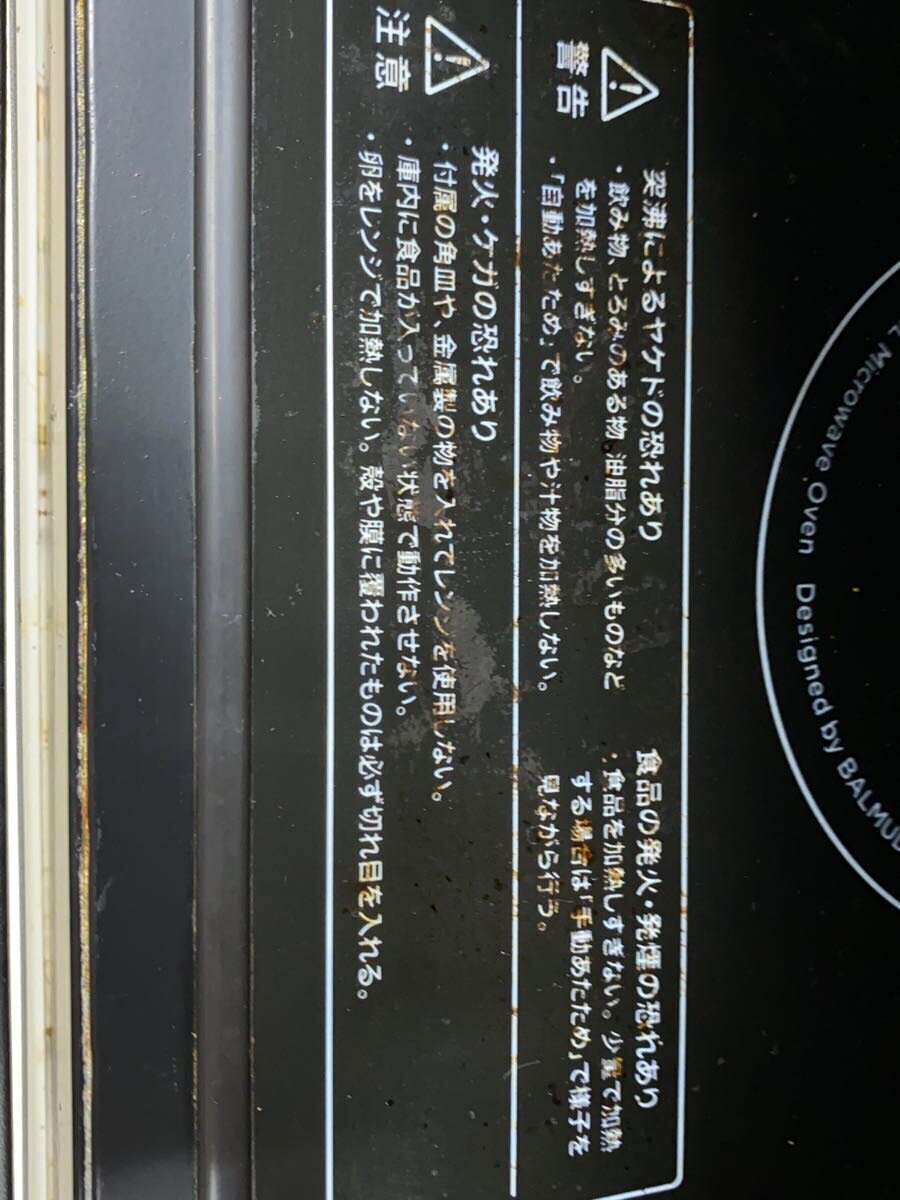 Microwave Oven Designed by BALMUD
警告
突沸によるヤケドの恐れあり
・飲み物、とろみのある物、油脂分の多いものなど
を加熱しすぎない。
・「自動あたため」で飲み物や汁物を加熱しない。
食品の発火・発煙の恐れあり
・食品を加熱しすぎない。少量で加熱
する場合は「手動あたため」で様子を
見ながら行う。
注意
発火・ケガの恐れあり
・付属の角皿や、金属製の物を入れてレンジを使用しない。
・庫内に食品が入っていない状態で動作させない。
・卵をレンジで加熱しない。殻や膜に覆われたものは必ず切れ目を入れる。